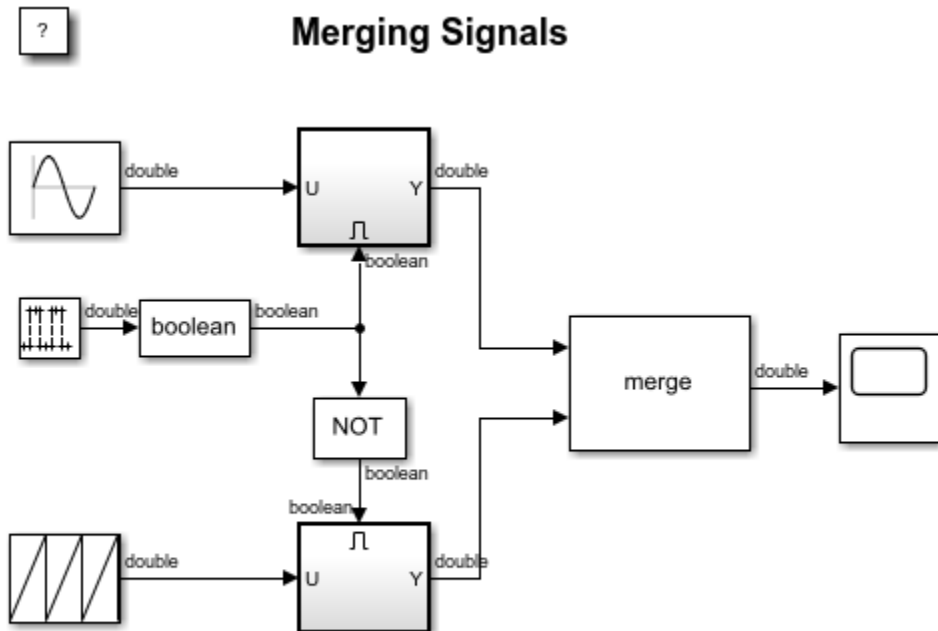 ?
Merging Signals
double
U
Y
double
boolean
double
boolean
boolean
merge
double
NOT
boolean
boolean
double
U
Y
double